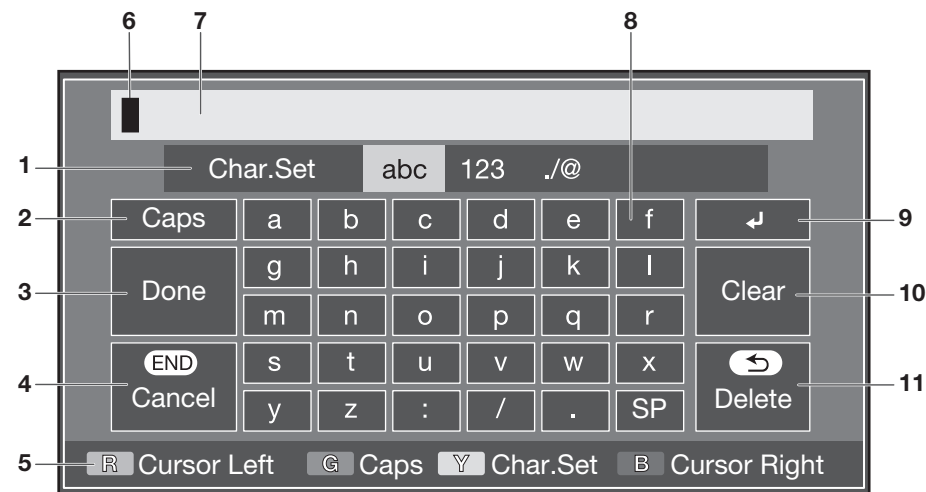 6 7 8
1 Char.Set abc 123 ./@
2 Caps a b c d e f ↲ 9
g h i j k l
3 Done Clear 10
m n o p q r
END s t u v w x
4 Cancel Delete 11
y z : / . SP
5 R Cursor Left G Caps Y Char.Set B Cursor Right